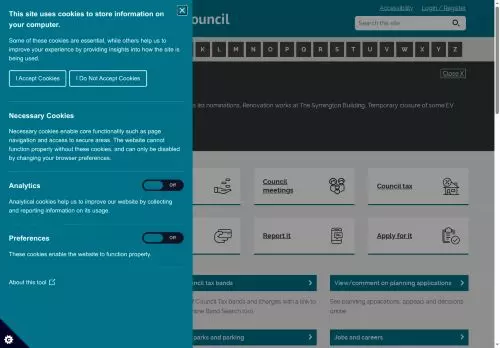 This site uses cookies to store information on
your computer.
Some of these cookies are essential, while others help us to
improve your experience by providing insights into how the site is
being used.
I Accept Cookies
I Do Not Accept Cookies
Necessary Cookies
Necessary cookies enable core functionality such as page
navigation and access to secure areas. The website cannot
function properly without these cookies, and can only be disabled
by changing your browser preferences.
Analytics
Off
Analytical cookies help us to improve our website by collecting
and reporting information on its usage.
Preferences
Off
These cookies enable the website to function properly.
About this tool
Accessibility Login / Register
ouncil
Search this site
K L M N O P Q R S T U V W X Y Z
Close X
nominations, Renovation works at The Symington Building, Temporary closure of some EV
Council
meetings
Council tax
Report it
Apply for it
cil tax bands
View/comment on planning applications
Council Tax bands and charges with a link to
Band Search tool)
See planning applications, appeals and decisions
online
parks and parking
Jobs and careers